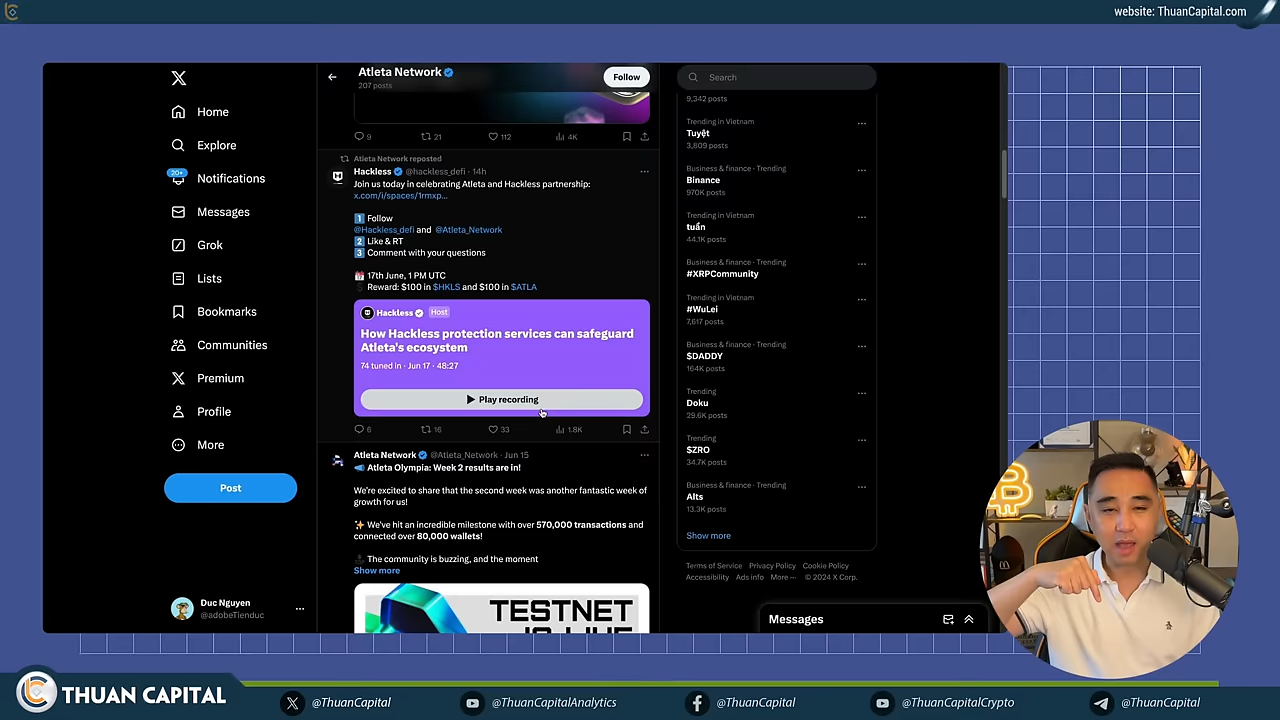 website: ThuanCapital.com
Home
Explore
20+
Notifications
Messages
Grok
Lists
Bookmarks
Communities
Premium
Profile
More
Post
Duc Nguyen
@adobeTienduc
Atleta Network
207 posts
Follow
9
21
112
4K
Atleta Network reposted
Hackless @hackless_defi · 14h
Join us today in celebrating Atleta and Hackless partnership:
x.com/i/spaces/1rmxp...
1 Follow
@Hackless_defi and @Atleta_Network
2 Like & RT
3 Comment with your questions
17th June, 1 PM UTC
Reward: $100 in $HKLS and $100 in $ATLA
Hackless Host
How Hackless protection services can safeguard
Atleta's ecosystem
74 tuned in · Jun 17 · 48:27
Play recording
6
16
33
1.8K
Atleta Network @Atleta_Network · Jun 15
Atleta Olympia: Week 2 results are in!
We're excited to share that the second week was another fantastic week of
growth for us!
We've hit an incredible milestone with over 570,000 transactions and
connected over 80,000 wallets!
The community is buzzing, and the moment
Show more
TESTNET
IS LIVE
Search
9,342 posts
Trending in Vietnam
Tuyệt
3,809 posts
Business & finance · Trending
Binance
970K posts
Trending in Vietnam
tuần
44.1K posts
Business & finance · Trending
#XRPCommunity
Trending in Vietnam
#WuLei
7,617 posts
Business & finance · Trending
$DADDY
164K posts
Trending
Doku
29.6K posts
Trending
$ZRO
34.7K posts
Business & finance · Trending
Alts
13.3K posts
Show more
Terms of Service Privacy Policy Cookie Policy
Accessibility Ads info More ··· © 2024 X Corp.
Messages
THUAN CAPITAL
@ThuanCapital
@ThuanCapitalAnalytics
@ThuanCapital
@ThuanCapitalCrypto
@ThuanCapital